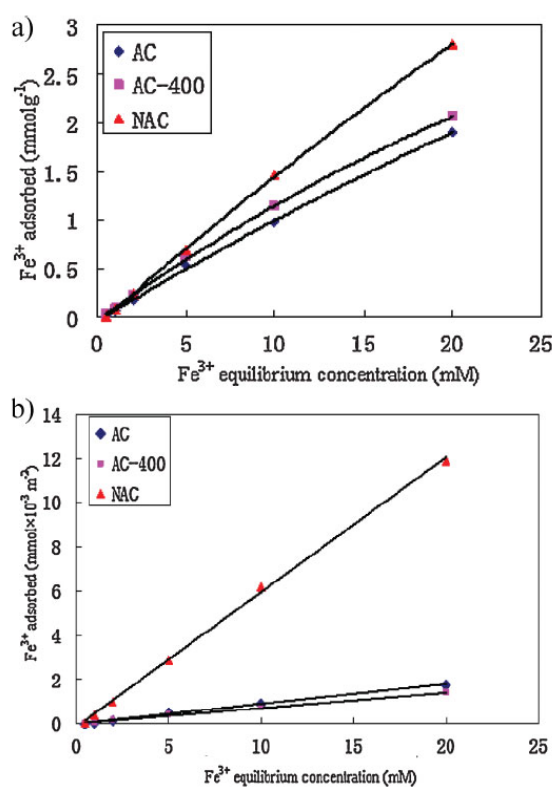 a)
Fe³⁺ adsorbed (mmolg⁻¹)
3
2.5
2
1.5
1
0.5
0
AC
AC-400
NAC
0 5 10 15 20 25
Fe³⁺ equilibrium concentration (mM)
b)
Fe³⁺ adsorbed (mmol×10⁻³ m⁻²)
14
12
10
8
6
4
2
0
AC
AC-400
NAC
0 5 10 15 20 25
Fe³⁺ equilibrium concentration (mM)